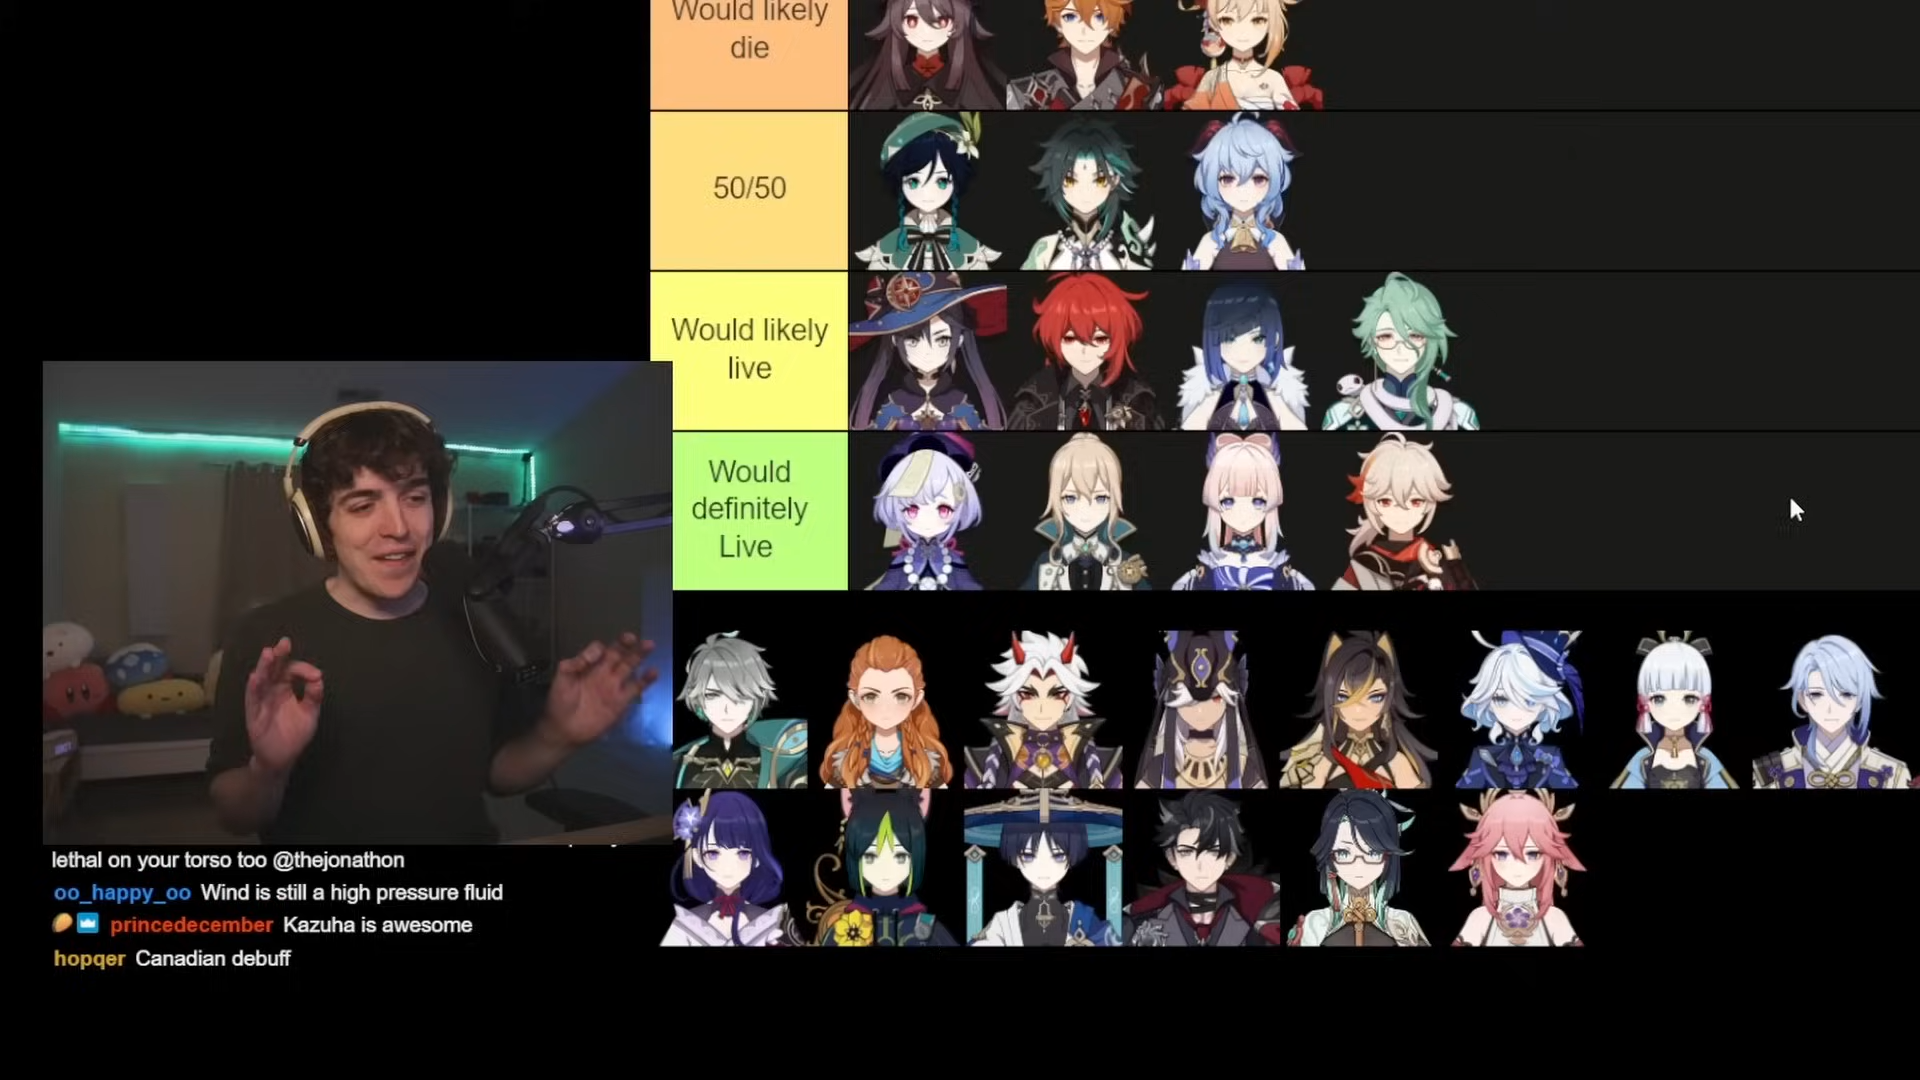 Would likely
die
50/50
Would likely
live
Would
definitely
Live
lethal on your torso too @thejonathon
oo_happy_oo Wind is still a high pressure fluid
princedecember Kazuha is awesome
hopqer Canadian debuff